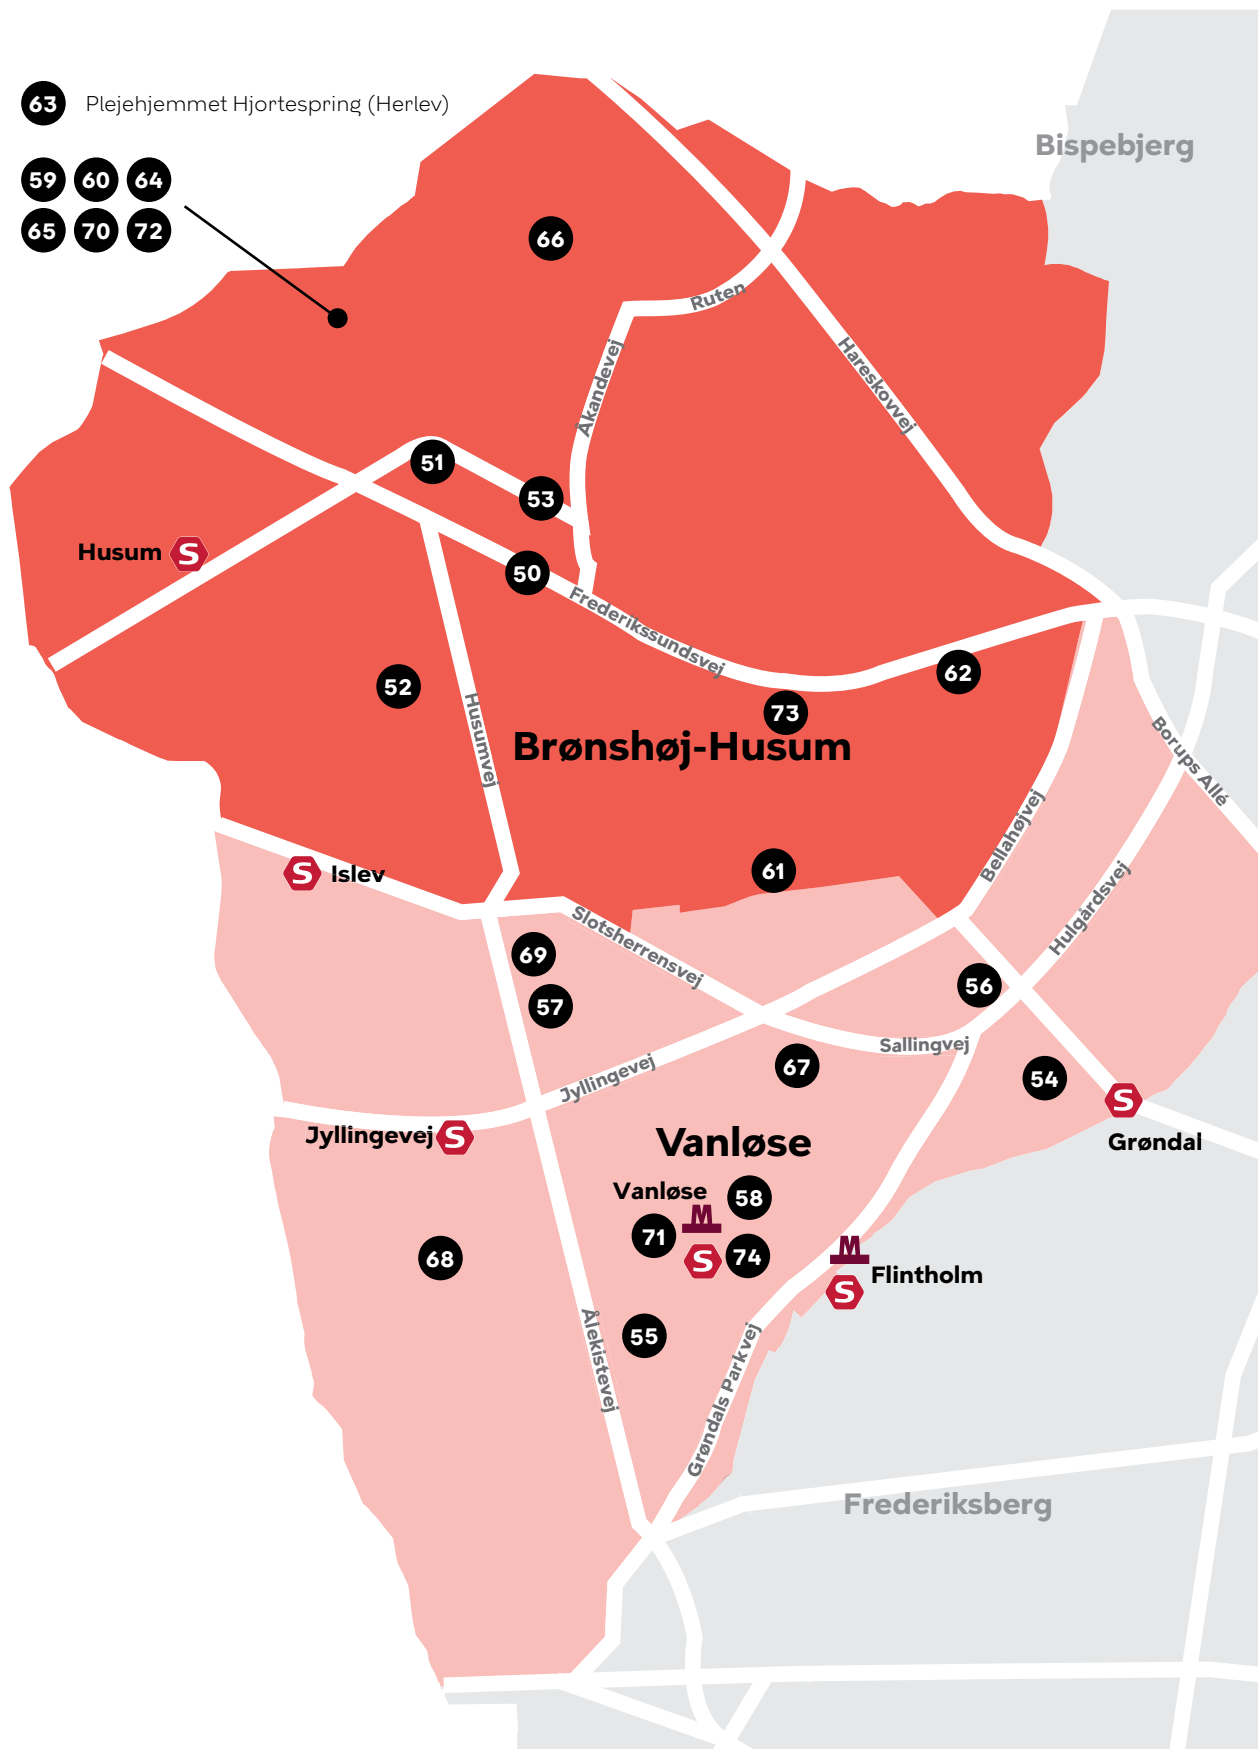 63 Plejehjemmet Hjortespring (Herlev)
Bispebjerg
59 60 64
65 70 72
66
Ruten
Hareskovvej
Åkandevej
51
53
Husum S
50
Frederikssundsvej
52
62
Husumvej
73
Brønshøj-Husum
Borups Allé
Bellahøjvej
61
S Islev
Hulgårdsvej
Slotsherrensvej
69
56
57
Sallingvej
67
Jyllingevej
54
S
Grøndal
Jyllingevej S
Vanløse
Vanløse
58
M
71
S 74
68
M
Flintholm
S
55
Ålekistevej
Grøndals Parkvej
Frederiksberg